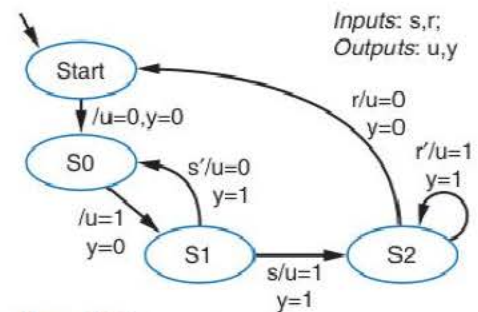 Inputs: s,r;
Outputs: u,y
Start
r/u=0
y=0
/u=0,y=0
r′/u=1
y=1
S0
s′/u=0
y=1
/u=1
y=0
S1
S2
s/u=1
y=1